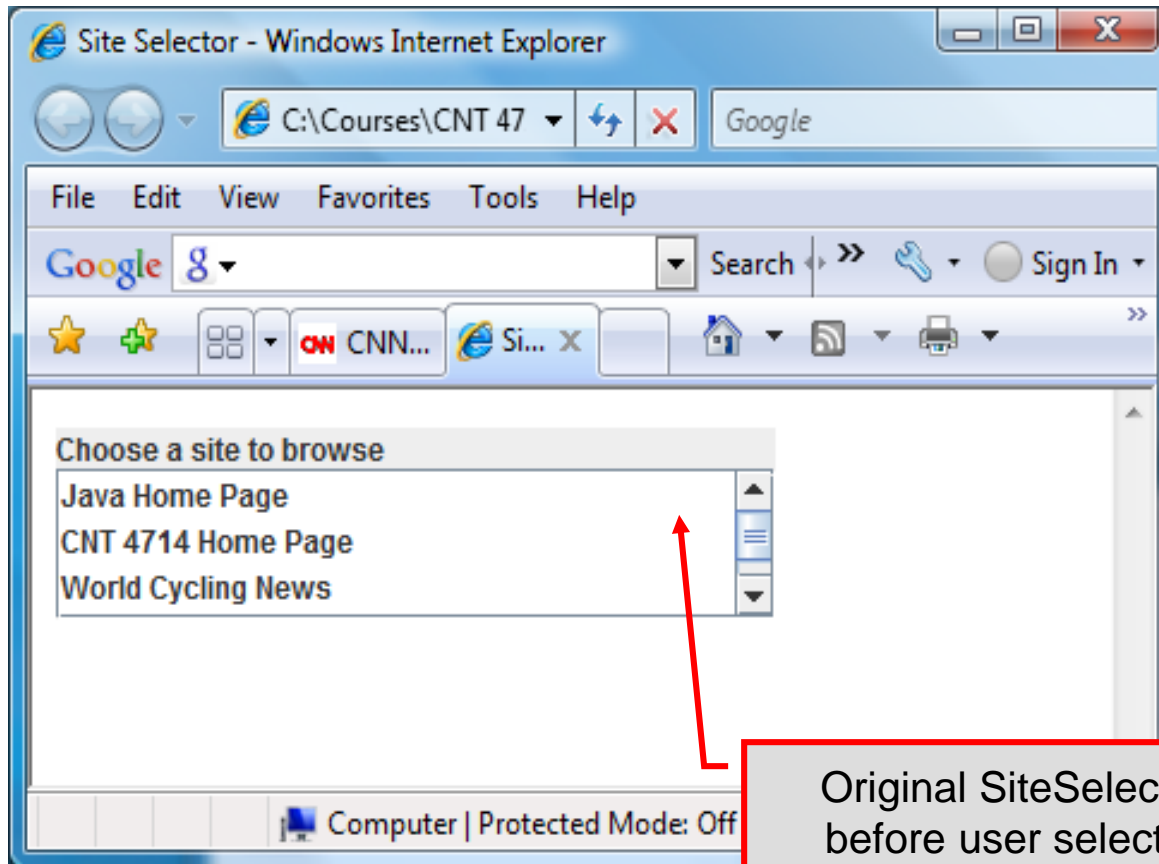 Site Selector - Windows Internet Explorer
C:\Courses\CNT 47
Google
File Edit View Favorites Tools Help
Google g Search >> Sign In
CNN... Si... x >>
Choose a site to browse
Java Home Page
CNT 4714 Home Page
World Cycling News
Computer | Protected Mode: Off
Original
before user